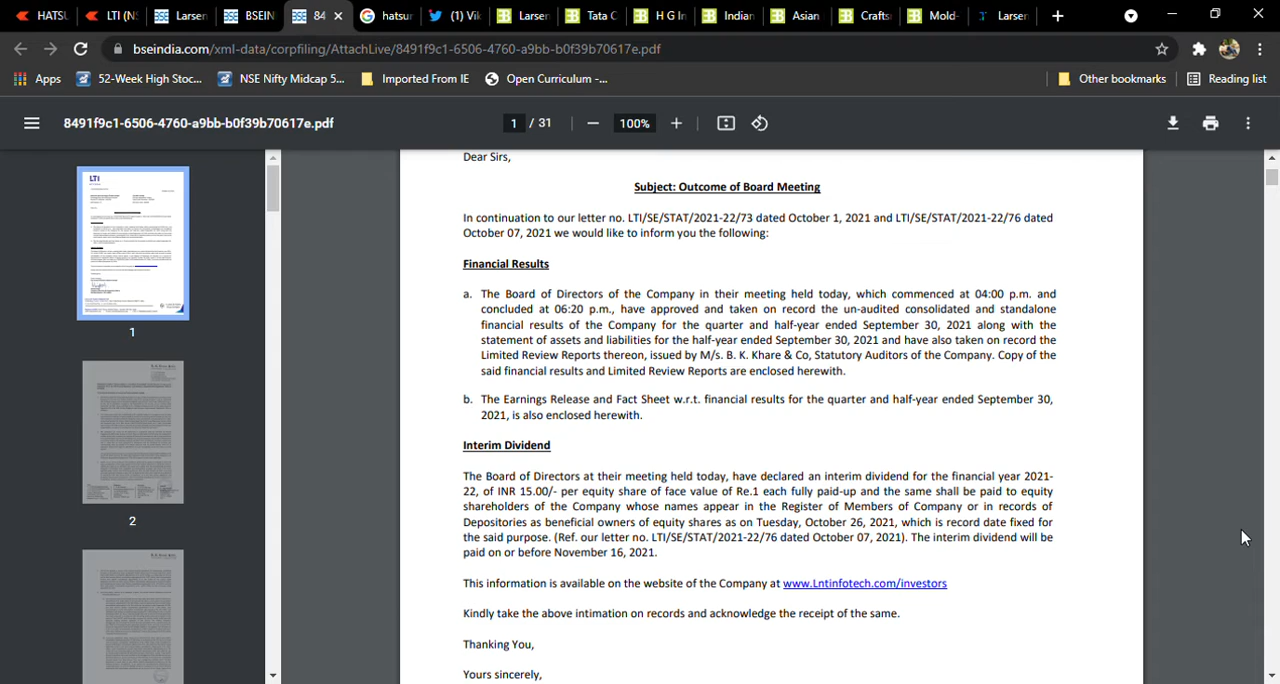 HATSU
LTI (NS
Larsen
BSEIN
84
hatsur
(1) Vik
Larser
Tata C
H G In
Indian
Asian
Crafts
Mold-
Larser
bseindia.com/xml-data/corpfiling/AttachLive/8491f9c1-6506-4760-a9bb-b0f39b70617e.pdf
Apps
52-Week High Stoc...
NSE Nifty Midcap 5...
Imported From IE
Open Curriculum -...
Other bookmarks
Reading list
8491f9c1-6506-4760-a9bb-b0f39b70617e.pdf
1 / 31
100%
LTI
1
2
Dear Sirs,
Subject: Outcome of Board Meeting
In continuation to our letter no. LTI/SE/STAT/2021-22/73 dated October 1, 2021 and LTI/SE/STAT/2021-22/76 dated
October 07, 2021 we would like to inform you the following:
Financial Results
a. The Board of Directors of the Company in their meeting held today, which commenced at 04:00 p.m. and
concluded at 06:20 p.m., have approved and taken on record the un-audited consolidated and standalone
financial results of the Company for the quarter and half-year ended September 30, 2021 along with the
statement of assets and liabilities for the half-year ended September 30, 2021 and have also taken on record the
Limited Review Reports thereon, issued by M/s. B. K. Khare & Co, Statutory Auditors of the Company. Copy of the
said financial results and Limited Review Reports are enclosed herewith.
b. The Earnings Release and Fact Sheet w.r.t. financial results for the quarter and half-year ended September 30,
2021, is also enclosed herewith.
Interim Dividend
The Board of Directors at their meeting held today, have declared an interim dividend for the financial year 2021-
22, of INR 15.00/- per equity share of face value of Re.1 each fully paid-up and the same shall be paid to equity
shareholders of the Company whose names appear in the Register of Members of Company or in records of
Depositories as beneficial owners of equity shares as on Tuesday, October 26, 2021, which is record date fixed for
the said purpose. (Ref. our letter no. LTI/SE/STAT/2021-22/76 dated October 07, 2021). The interim dividend will be
paid on or before November 16, 2021.
This information is available on the website of the Company at www.Lntinfotech.com/investors
Kindly take the above intimation on records and acknowledge the receipt of the same.
Thanking You,
Yours sincerely,